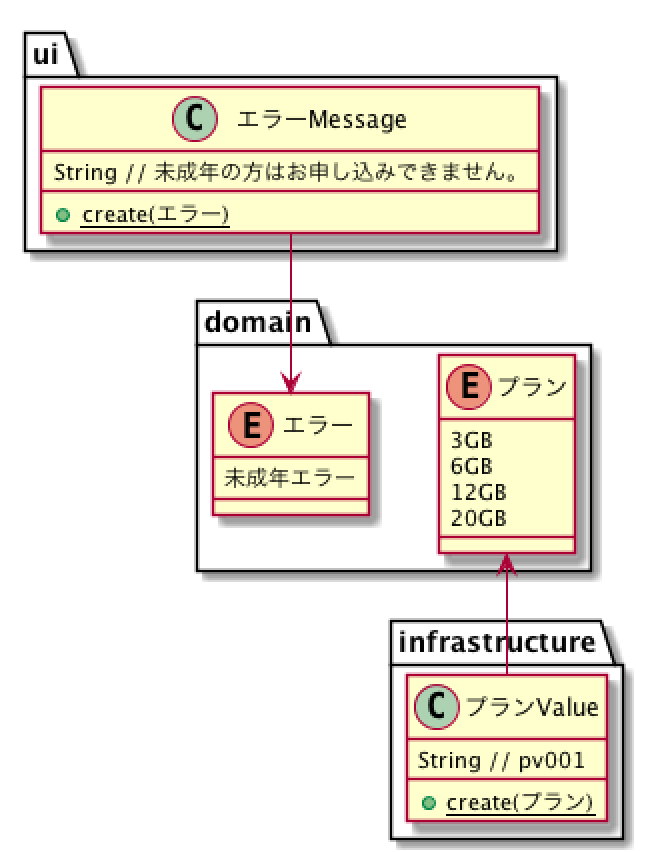 ui
C エラーMessage
String // 未成年の方はお申し込みできません。
create(エラー)
domain
E エラー
未成年エラー
E プラン
3GB
6GB
12GB
20GB
infrastructure
C プランValue
String // pv001
create(プラン)